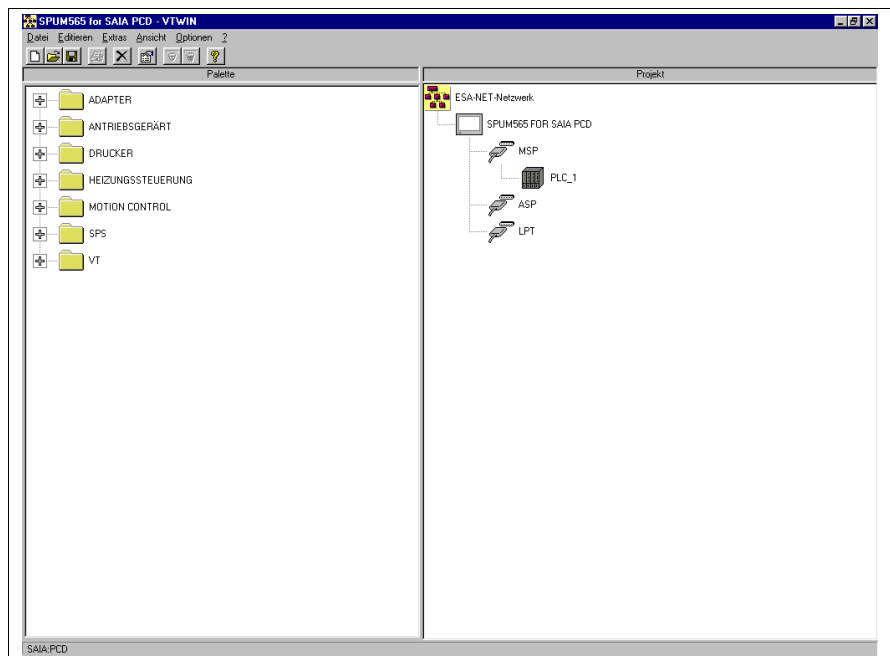 SPUM565 for SAIA PCD - VTWIN
Datei Editieren Extras Ansicht Optionen ?
Palette
Projekt
ADAPTER
ANTRIEBSGERÄRT
DRUCKER
HEIZUNGSSTEUERUNG
MOTION CONTROL
SPS
VT
ESA-NET-Netzwerk
SPUM565 FOR SAIA PCD
MSP
PLC_1
ASP
LPT
SAIA:PCD